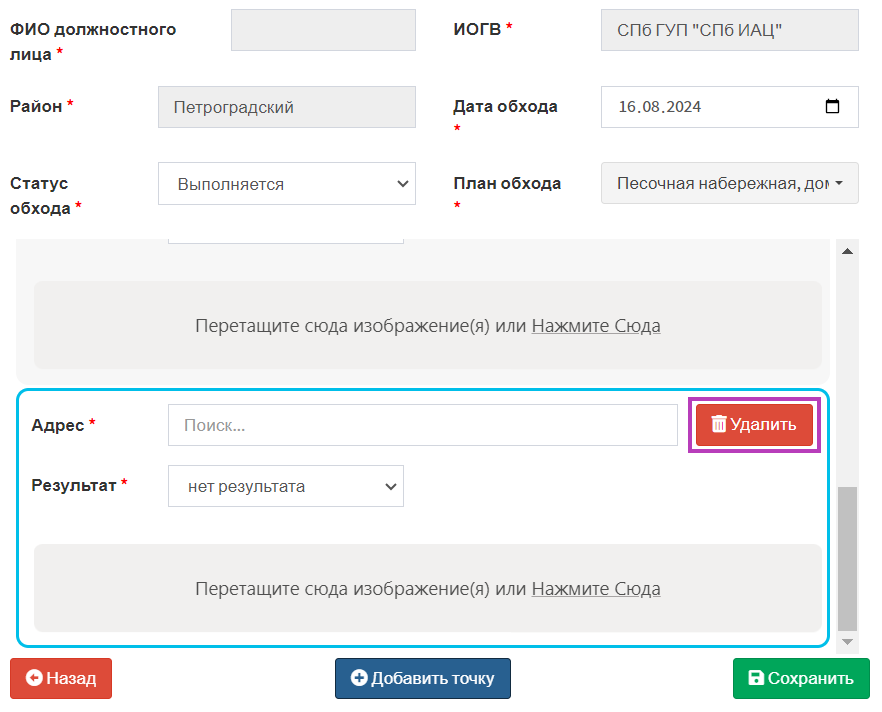 ФИО должностного лица *
ИОГВ *
СПб ГУП "СПб ИАЦ"
Район *
Петроградский
Дата обхода *
16.08.2024
Статус обхода *
Выполняется
План обхода *
Песочная набережная,
Перетащите сюда изображение(я) или Нажмите Сюда
Адрес *
Поиск...
Удалить
Результат *
нет результата
Перетащите сюда изображение(я) или Нажмите Сюда
Назад
Добавить точку
Сохранить